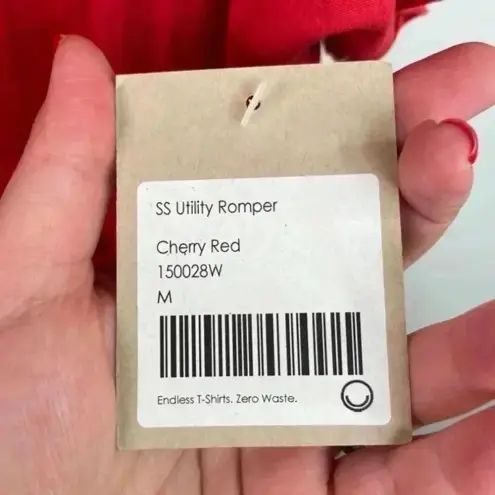 SS Utility Romper
Cherry Red
150028W
M
Endless T-Shirts. Zero Waste.